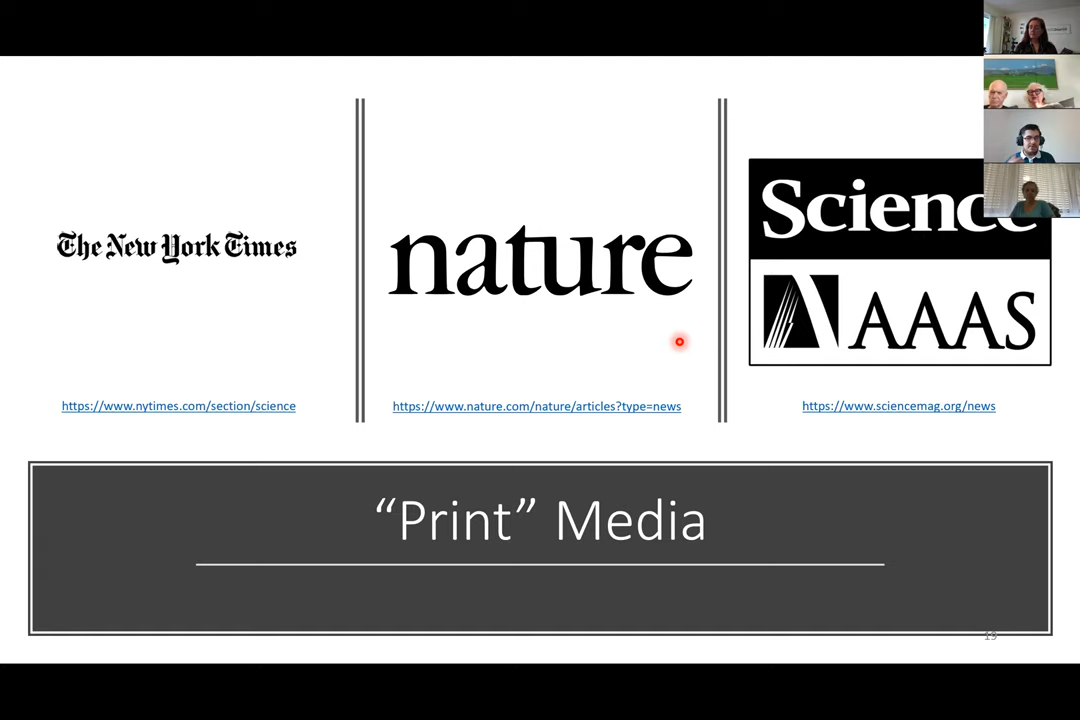 The New York Times
nature
Science
AAAS
https://www.nytimes.com/section/science
https://www.nature.com/nature/articles?type=news
https://www.sciencemag.org/news
“Print” Media
19